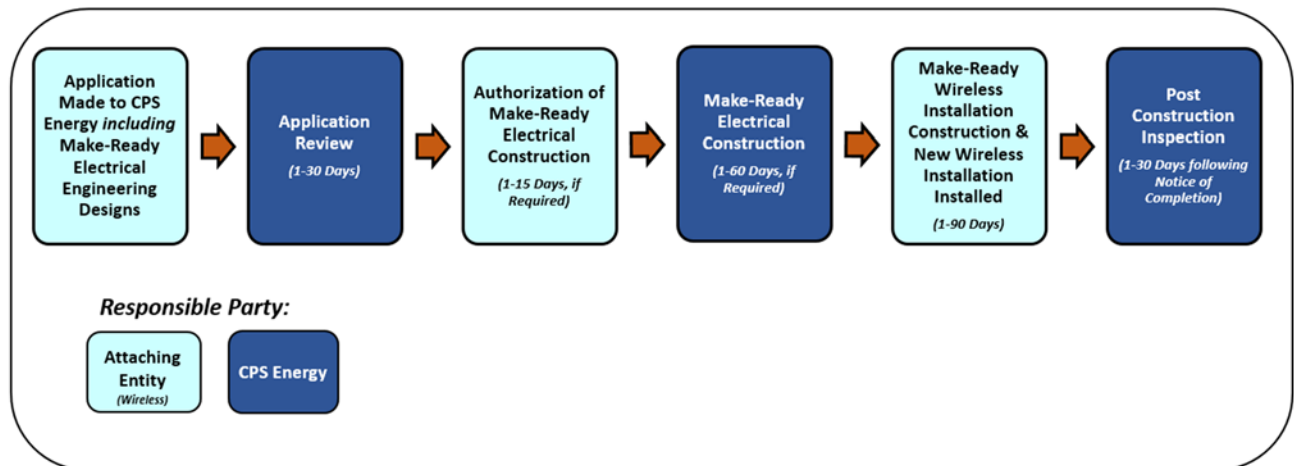 Application
Made to CPS
Energy including
Make-Ready
Electrical
Engineering
Designs
Application
Review
(1-30 Days)
Authorization of
Make-Ready
Electrical
Construction
(1-15 Days, if
Required)
Make-Ready
Electrical
Construction
(1-60 Days, if
Required)
Make-Ready
Wireless
Installation
Construction &
New Wireless
Installation
Installed
(1-90 Days)
Post
Construction
Inspection
(1-30 Days following
Notice of
Completion)
Responsible Party:
Attaching
Entity
(Wireless)
CPS Energy